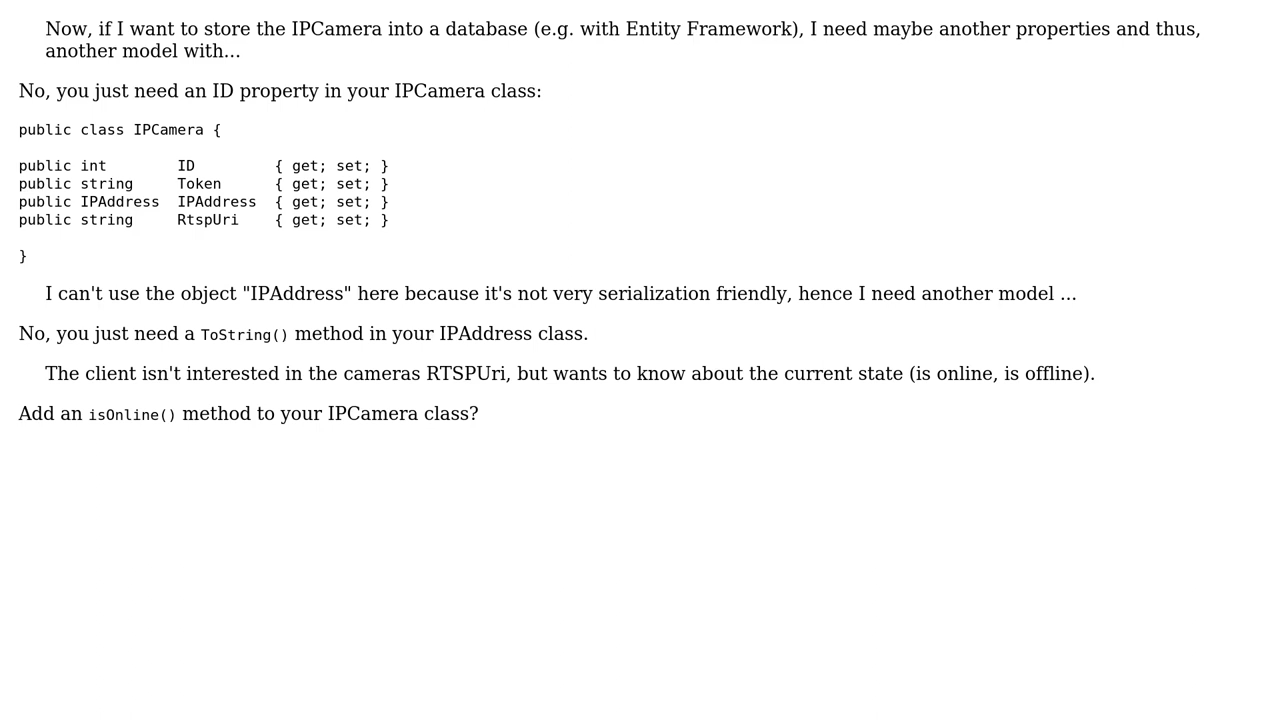 Now, if I want to store the IPCamera into a database (e.g. with Entity Framework), I need maybe another properties and thus,
another model with...
No, you just need an ID property in your IPCamera class:
public class IPCamera {
public int        ID         { get; set; }
public string     Token      { get; set; }
public IPAddress  IPAddress  { get; set; }
public string     RtspUri    { get; set; }
}
I can't use the object "IPAddress" here because it's not very serialization friendly, hence I need another model ...
No, you just need a ToString() method in your IPAddress class.
The client isn't interested in the cameras RTSPUri, but wants to know about the current state (is online, is offline).
Add an isOnline() method to your IPCamera class?